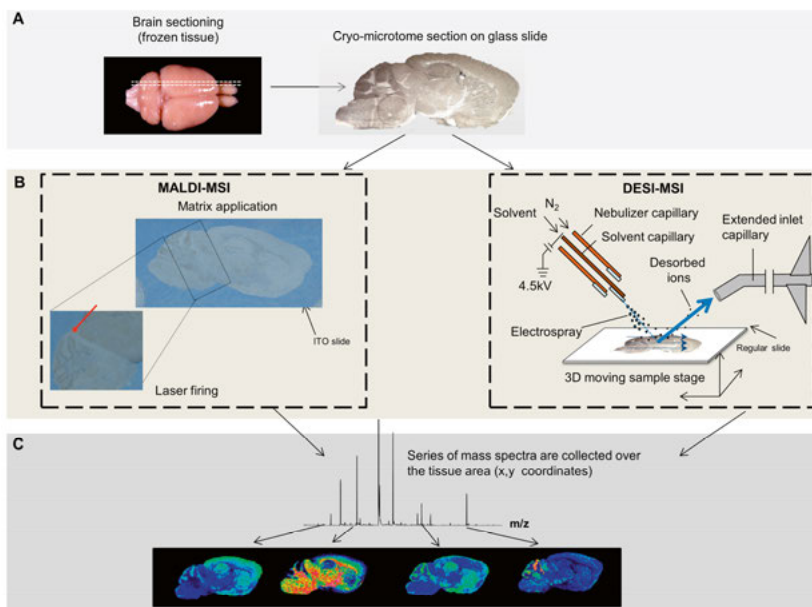 A
Brain sectioning
(frozen tissue)
Cryo-microtome section on glass slide
B
MALDI-MSI
Matrix application
ITO slide
Laser firing
DESI-MSI
N2
Solvent
Nebulizer capillary
Solvent capillary
Extended inlet
capillary
Desorbed
ions
4.5kV
Electrospray
Regular slide
3D moving sample stage
C
Series of mass spectra are collected over
the tissue area (x,y coordinates)
m/z